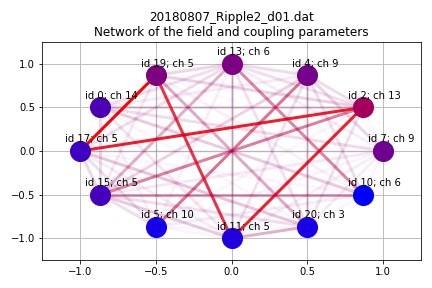 20180807_Ripple2_d01.dat
Network of the field and coupling parameters
id 13; ch 6
id 19; ch 5
id 4; ch 9
id 0; ch 14
id 2; ch 13
id 17; ch 5
id 7; ch 9
id 15; ch 5
id 10; ch 6
id 5; ch 10
id 11; ch 5
id 20; ch 3
1.0
0.5
0.0
−0.5
−1.0
−1.0 −0.5 0.0 0.5 1.0